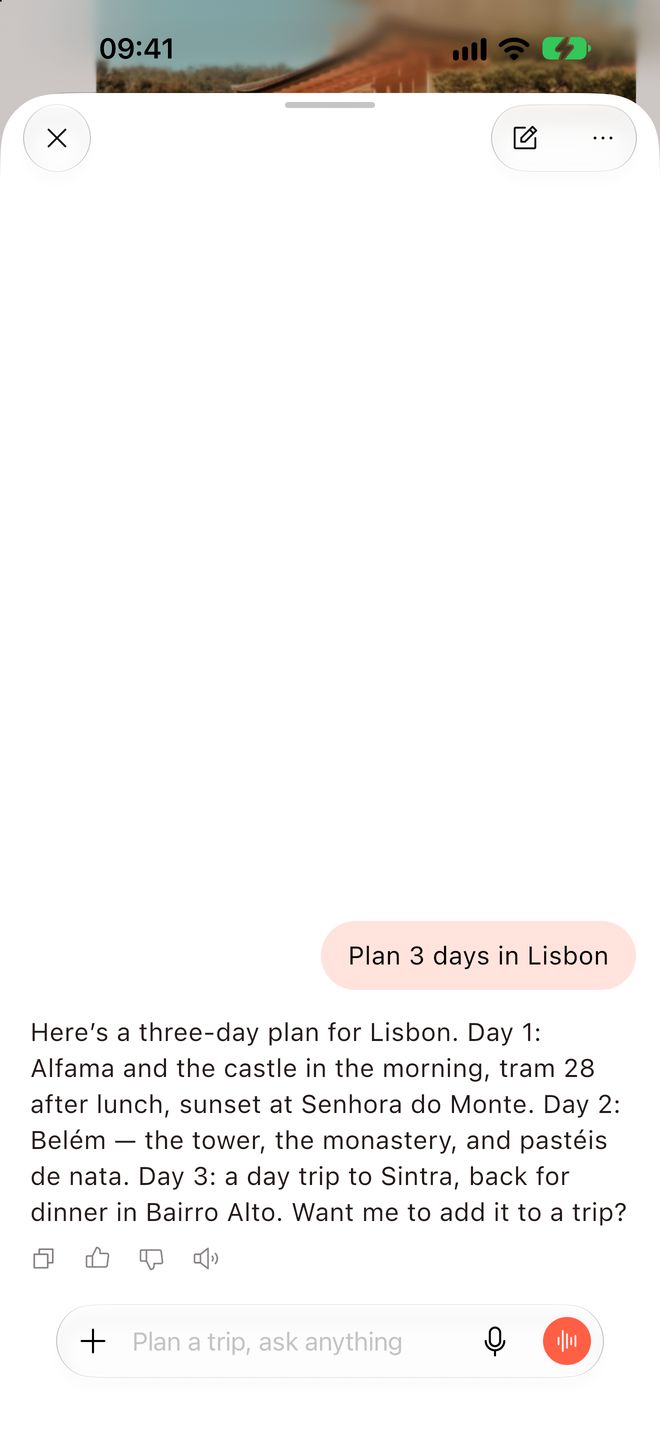 09:41
Plan 3 days in Lisbon
Here’s a three-day plan for Lisbon. Day 1:
Alfama and the castle in the morning, tram 28
after lunch, sunset at Senhora do Monte. Day 2:
Belém — the tower, the monastery, and pastéis
de nata. Day 3: a day trip to Sintra, back for
dinner in Bairro Alto. Want me to add it to a trip?
Plan a trip, ask anything